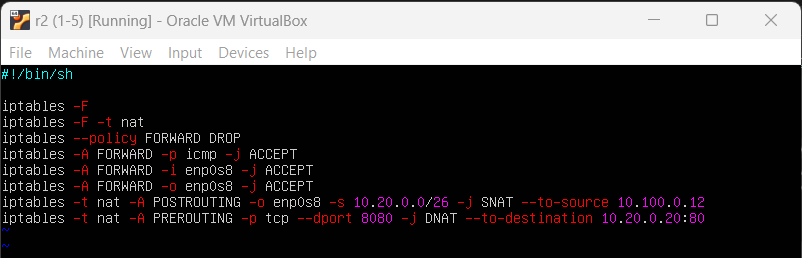 r2 (1-5) [Running] - Oracle VM VirtualBox
File Machine View Input Devices Help
#!/bin/sh
iptables -F
iptables -F -t nat
iptables --policy FORWARD DROP
iptables -A FORWARD -p icmp -j ACCEPT
iptables -A FORWARD -i enp0s8 -j ACCEPT
iptables -A FORWARD -o enp0s8 -j ACCEPT
iptables -t nat -A POSTROUTING -o enp0s8 -s 10.20.0.0/26 -j SNAT --to-source 10.100.0.12
iptables -t nat -A PREROUTING -p tcp --dport 8080 -j DNAT --to-destination 10.20.0.20:80
~
~